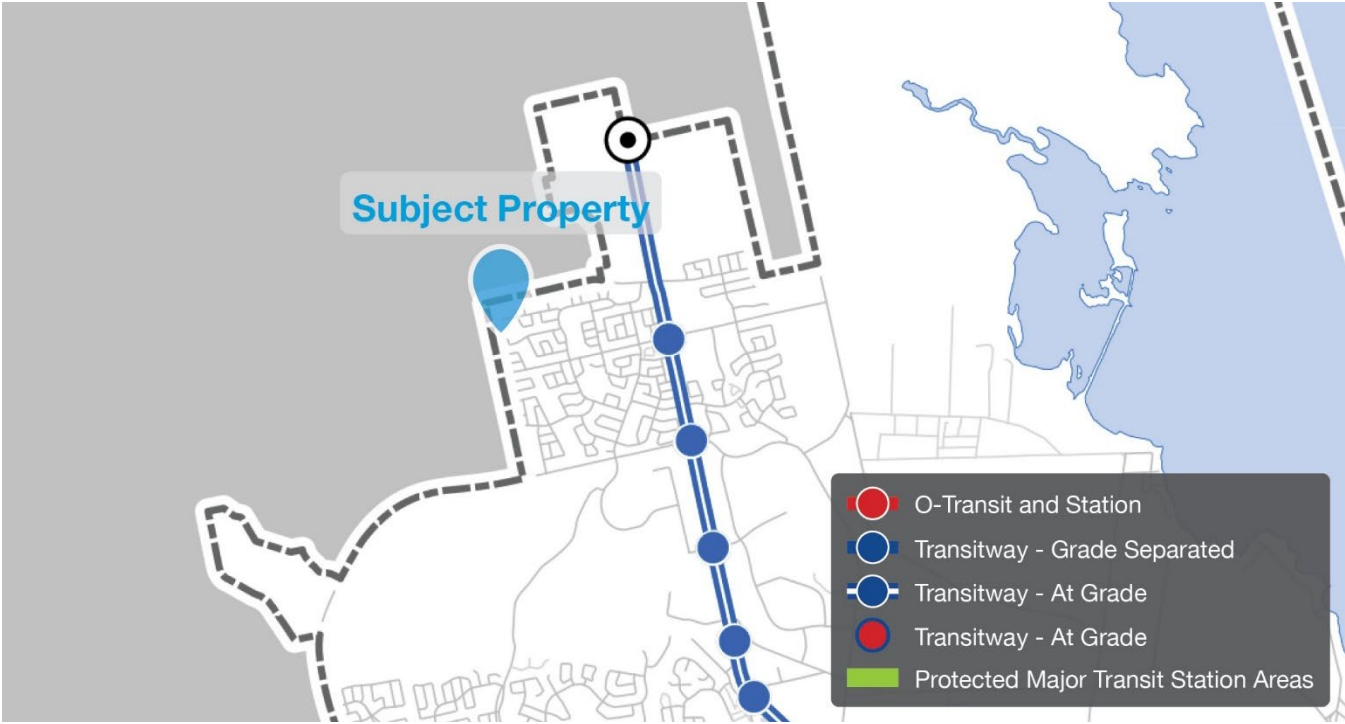 Subject Property
O-Transit and Station
Transitway - Grade Separated
Transitway - At Grade
Transitway - At Grade
Protected Major Transit Station Areas